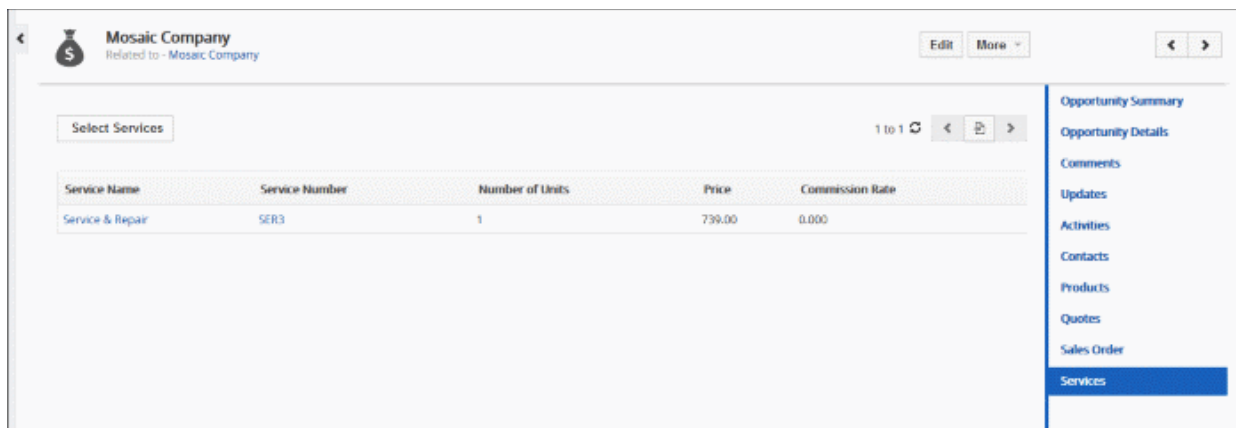 Mosaic Company
Related to - Mosaic Company
Edit More
Select Services
1 to 1
Service Name Service Number Number of Units Price Commission Rate
Service & Repair SER3 1 739.00 0.000
Opportunity Summary
Opportunity Details
Comments
Updates
Activities
Contacts
Products
Quotes
Sales Order
Services